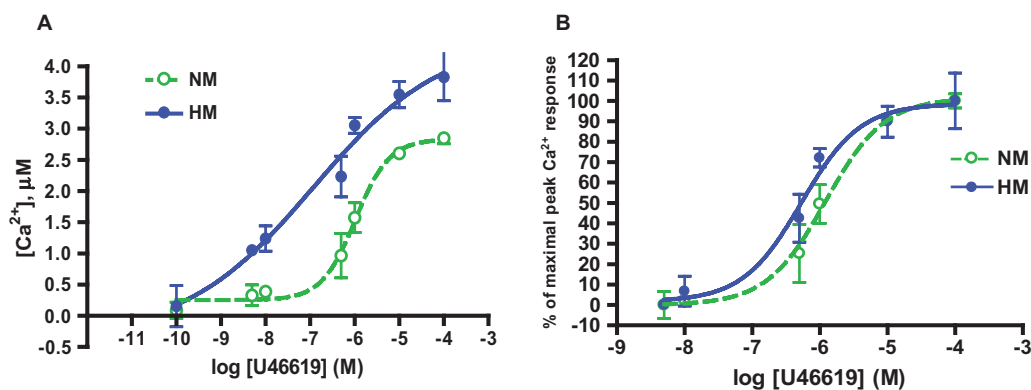 A
NM
HM
[Ca²⁺], μM
4.0
3.5
3.0
2.5
2.0
1.5
1.0
0.5
0.0
-0.5
-11 -10 -9 -8 -7 -6 -5 -4 -3
log [U46619] (M)
B
% of maximal peak Ca²⁺ response
120
110
100
90
80
70
60
50
40
30
20
10
0
-10
NM
HM
-9 -8 -7 -6 -5 -4 -3
log [U46619] (M)